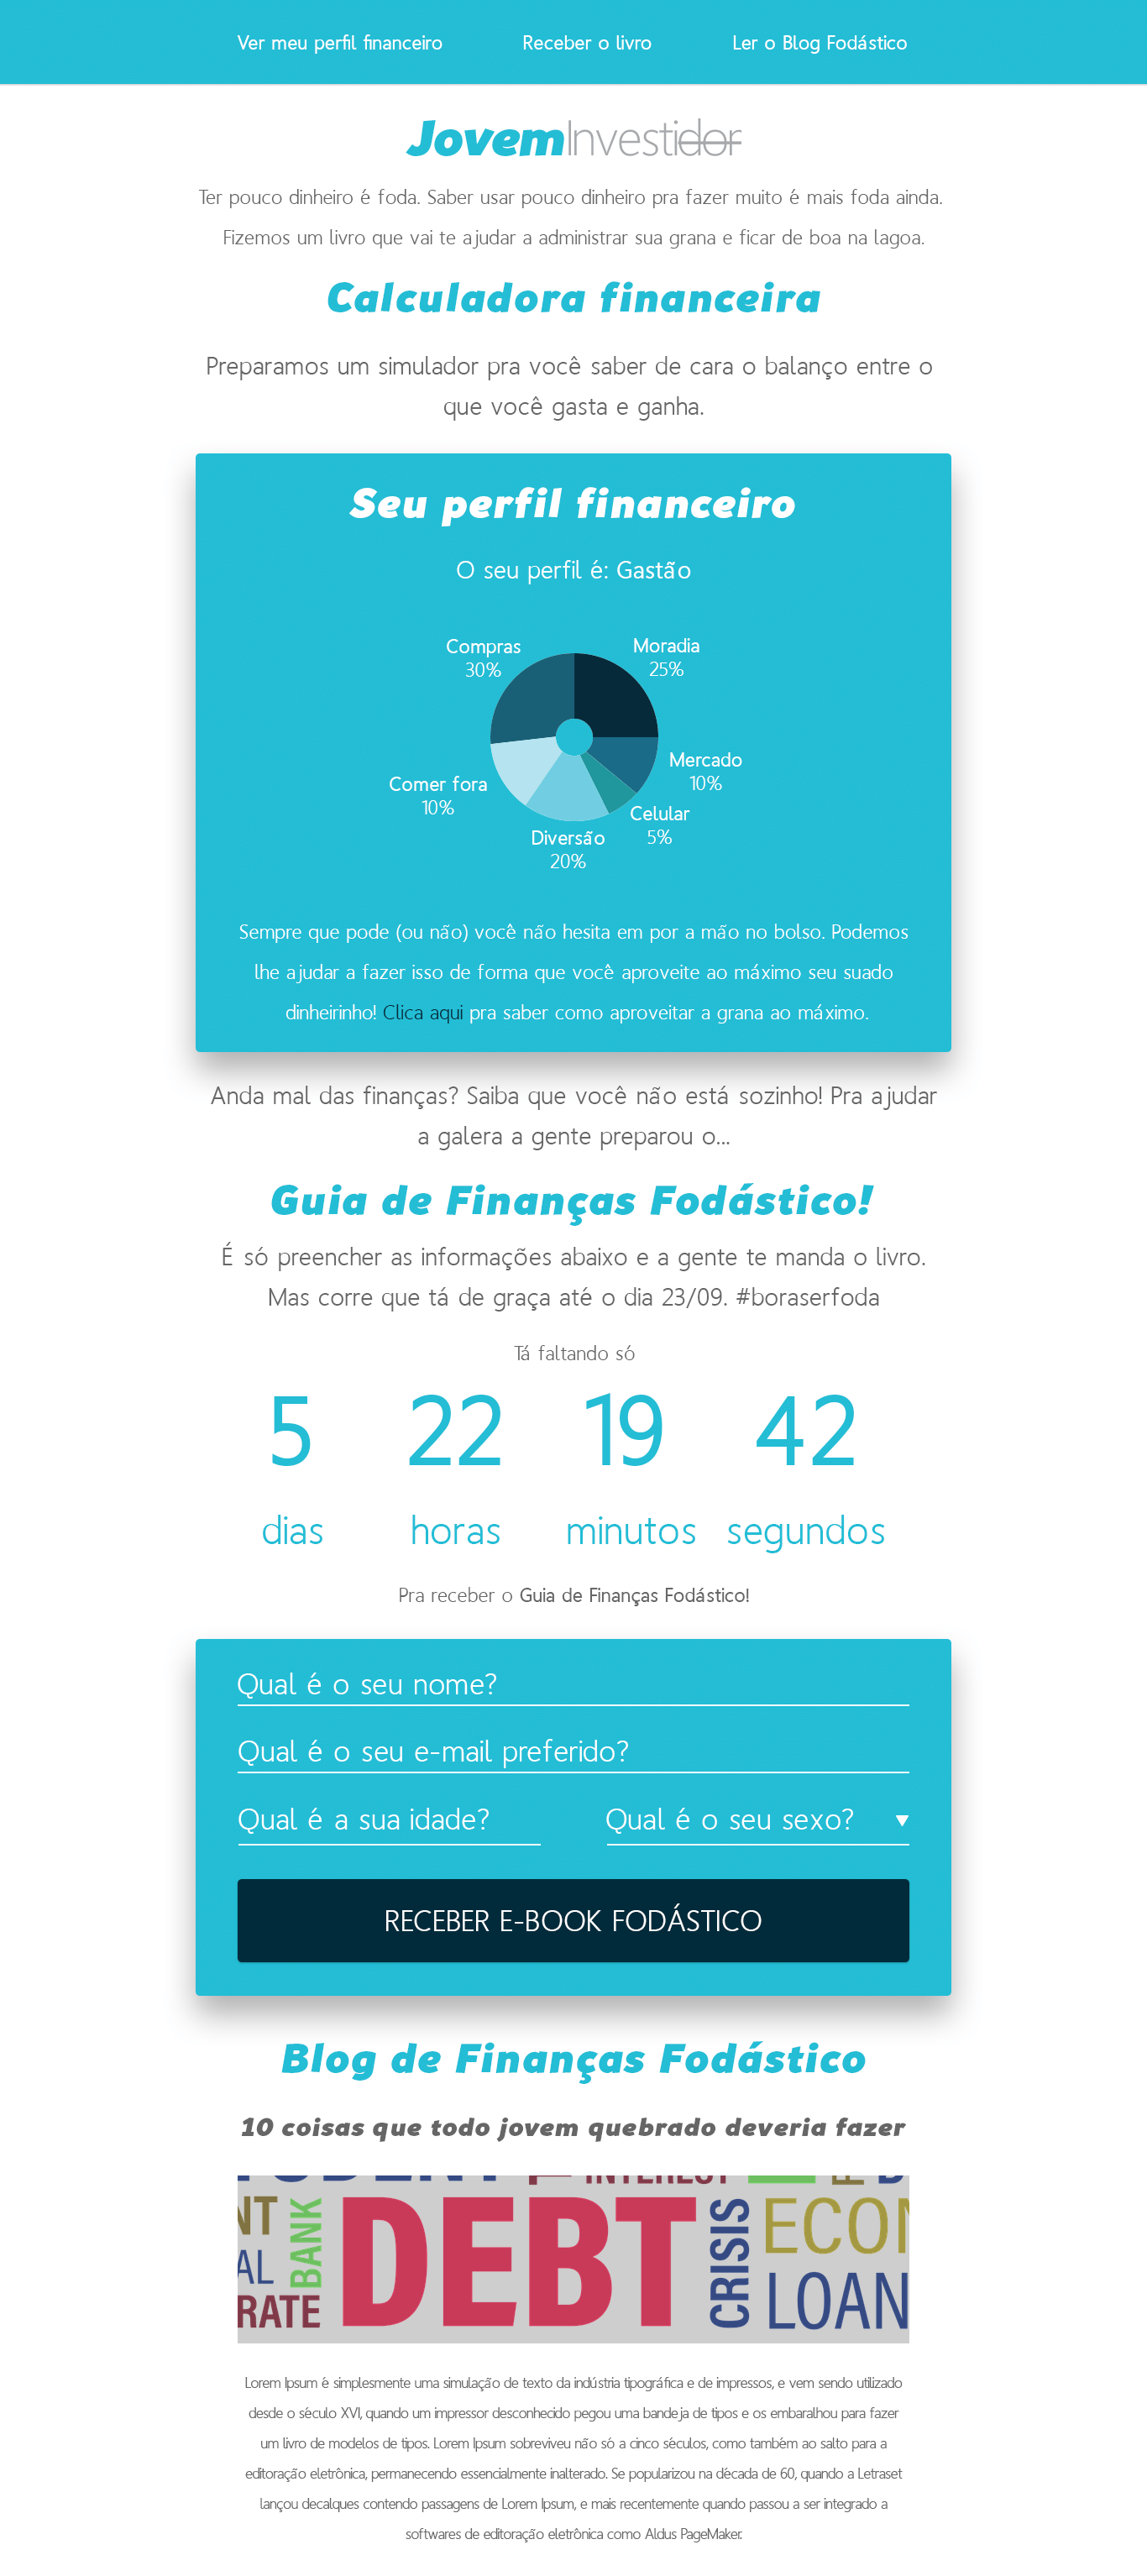 Ver meu perfil financeiro Receber o livro Ler o Blog Fodástico
JovemInvestidor
Ter pouco dinheiro é foda. Saber usar pouco dinheiro pra fazer muito é mais foda ainda.
Fizemos um livro que vai te ajudar a administrar sua grana e ficar de boa na lagoa.
Calculadora financeira
Preparamos um simulador pra você saber de cara o balanço entre o
que você gasta e ganha.
Seu perfil financeiro
O seu perfil é: Gastão
Compras
30%
Moradia
25%
Mercado
10%
Comer fora
10%
Celular
5%
Diversão
20%
Sempre que pode (ou não) você não hesita em por a mão no bolso. Podemos
lhe ajudar a fazer isso de forma que você aproveite ao máximo seu suado
dinheirinho! Clica aqui pra saber como aproveitar a grana ao máximo.
Anda mal das finanças? Saiba que você não está sozinho! Pra ajudar
a galera a gente preparou o...
Guia de Finanças Fodástico!
É só preencher as informações abaixo e a gente te manda o livro.
Mas corre que tá de graça até o dia 23/09. #boraserfoda
Tá faltando só
5 22 19 42
dias horas minutos segundos
Pra receber o Guia de Finanças Fodástico!
Qual é o seu nome?
Qual é o seu e-mail preferido?
Qual é a sua idade? Qual é o seu sexo?
RECEBER E-BOOK FODÁSTICO
Blog de Finanças Fodástico
10 coisas que todo jovem quebrado deveria fazer
STUDENT INTEREST
NT BANK DEBT CRISIS ECON
AL LOAN
RATE
Lorem Ipsum é simplesmente uma simulação de texto da indústria tipográfica e de impressos, e vem sendo utilizado
desde o século XVI, quando um impressor desconhecido pegou uma bandeja de tipos e os embaralhou para fazer
um livro de modelos de tipos. Lorem Ipsum sobreviveu não só a cinco séculos, como também ao salto para a
editoração eletrônica, permanecendo essencialmente inalterado. Se popularizou na década de 60, quando a Letraset
lançou decalques contendo passagens de Lorem Ipsum, e mais recentemente quando passou a ser integrado a
softwares de editoração eletrônica como Aldus PageMaker.